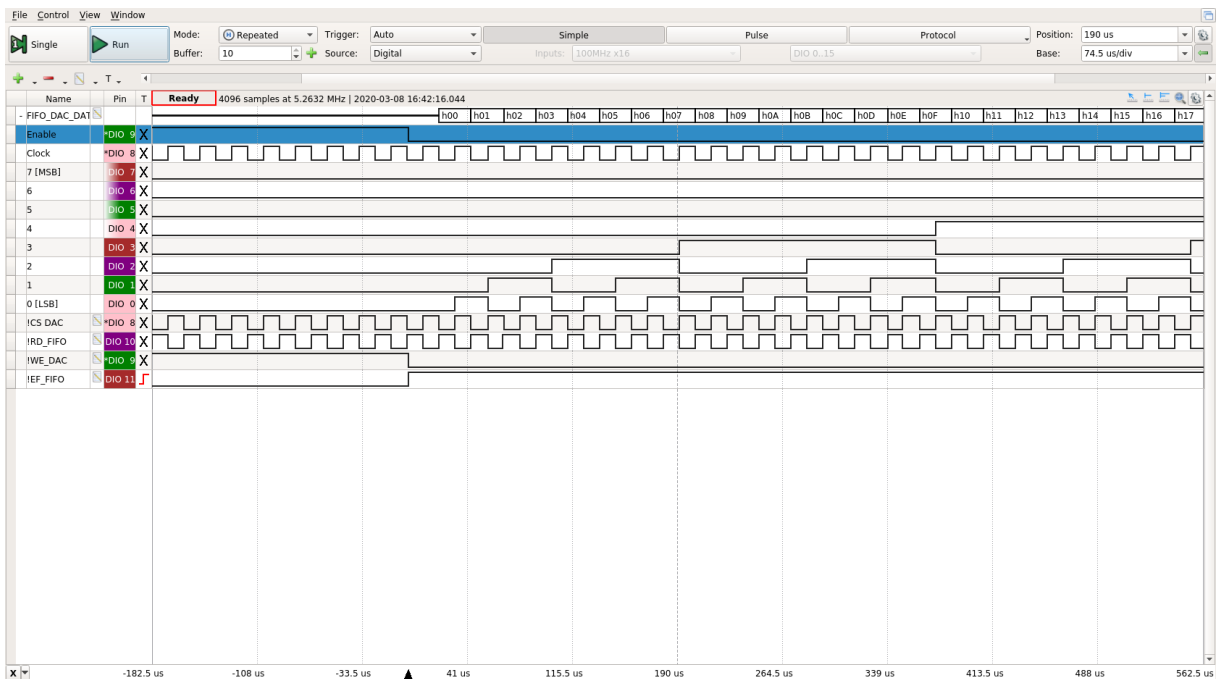 File Control View Window
Single Run Mode: Repeated Trigger: Auto Simple Pulse Protocol Position: 190 us
Buffer: 10 Source: Digital Inputs: 100MHz x16 DIO 0..15 Base: 74.5 us/div
T
Name Pin T Ready 4096 samples at 5.2632 MHz | 2020-03-08 16:42:16.044
- FIFO_DAC_DAT h00 h01 h02 h03 h04 h05 h06 h07 h08 h09 h0A h0B h0C h0D h0E h0F h10 h11 h12 h13 h14 h15 h16 h17
Enable *DIO 9 X
Clock *DIO 8 X
7 [MSB] DIO 7 X
6 DIO 6 X
5 DIO 5 X
4 DIO 4 X
3 DIO 3 X
2 DIO 2 X
1 DIO 1 X
0 [LSB] DIO 0 X
!CS DAC *DIO 8 X
!RD_FIFO DIO 10 X
!WE_DAC *DIO 9 X
!EF_FIFO DIO 11
X -182.5 us -108 us -33.5 us 41 us 115.5 us 190 us 264.5 us 339 us 413.5 us 488 us 562.5 us